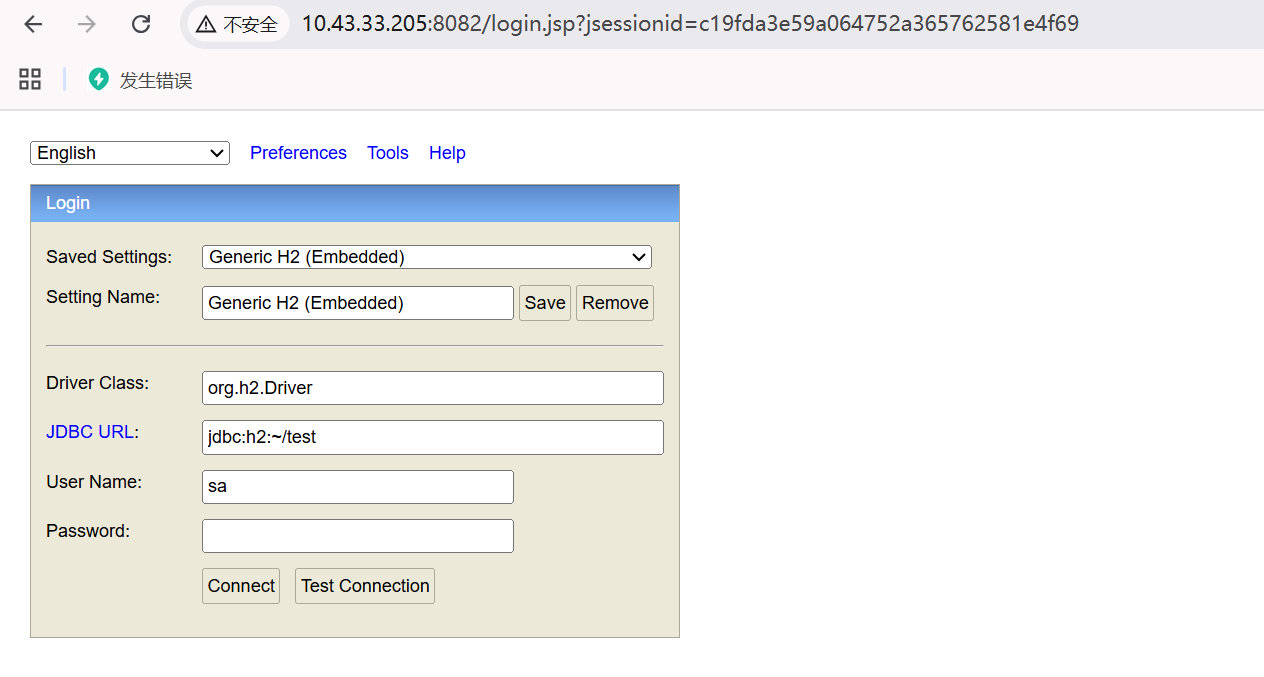 不安全 10.43.33.205:8082/login.jsp?jsessionid=c19fda3e59a064752a365762581e4f69
发生错误
English Preferences Tools Help
Login
Saved Settings: Generic H2 (Embedded)
Setting Name: Generic H2 (Embedded) Save Remove
Driver Class: org.h2.Driver
JDBC URL: jdbc:h2:~/test
User Name: sa
Password:
Connect Test Connection